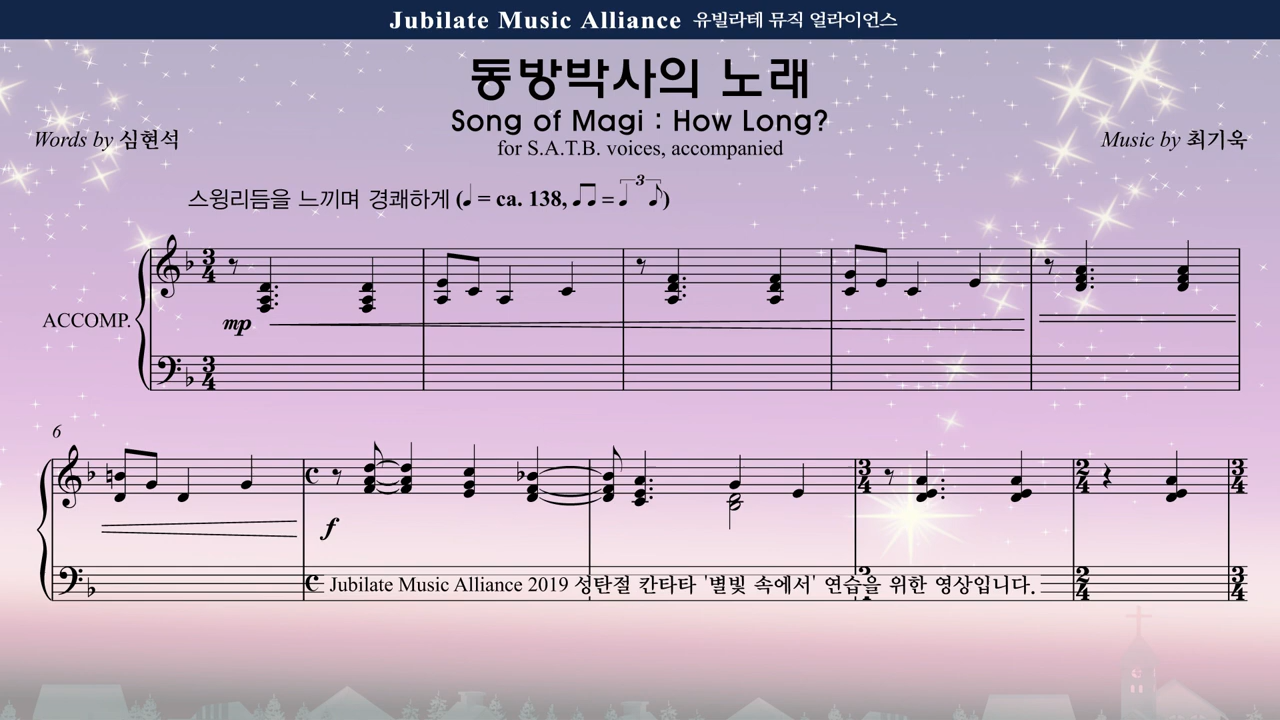 Jubilate Music Alliance 유빌라테 뮤직 얼라이언스
동방박사의 노래
Song of Magi : How Long?
for S.A.T.B. voices, accompanied
Words by 심현석
Music by 최기욱
스윙리듬을 느끼며 경쾌하게 (♩ = ca. 138, ♫ = ♩ ♪ 3)
ACCOMP.
mp
6
f
Jubilate Music Alliance 2019 성탄절 칸타타 '별빛 속에서' 연습을 위한 영상입니다.